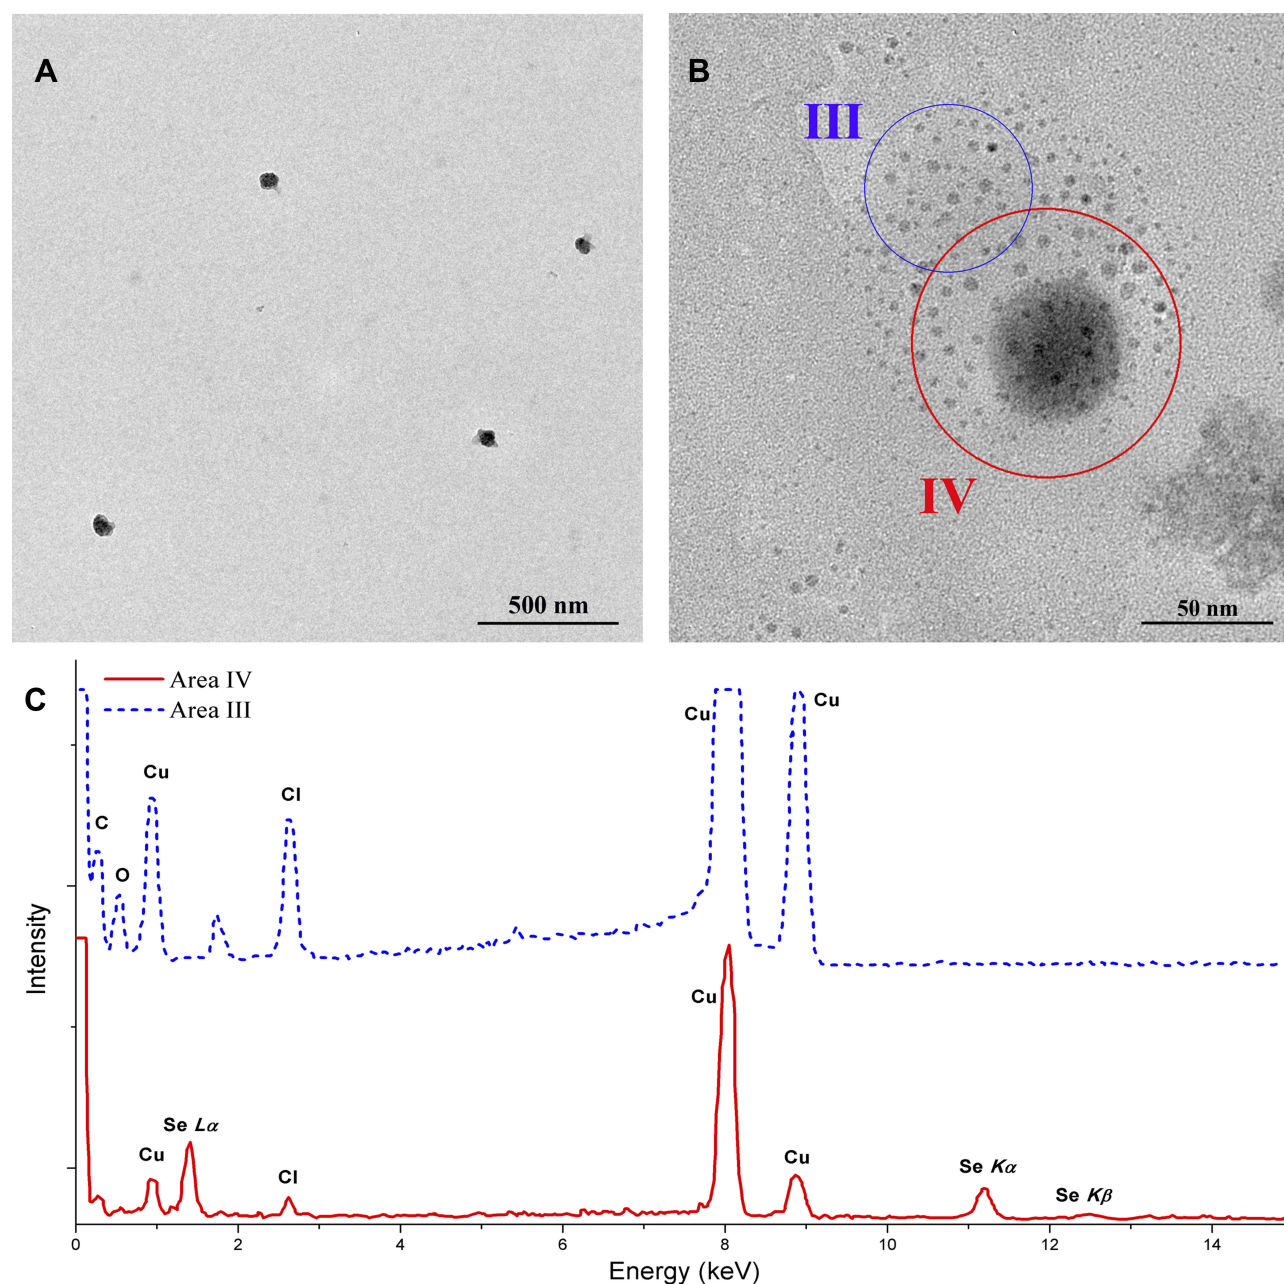 A
500 nm
B
III
IV
50 nm
C
Area IV
Area III
C
O
Cu
Cl
Cu
Cu
Cu
Se Lα
Cl
Cu
Cu
Se Kα
Se Kβ
Intensity
0 2 4 6 8 10 12 14
Energy (keV)